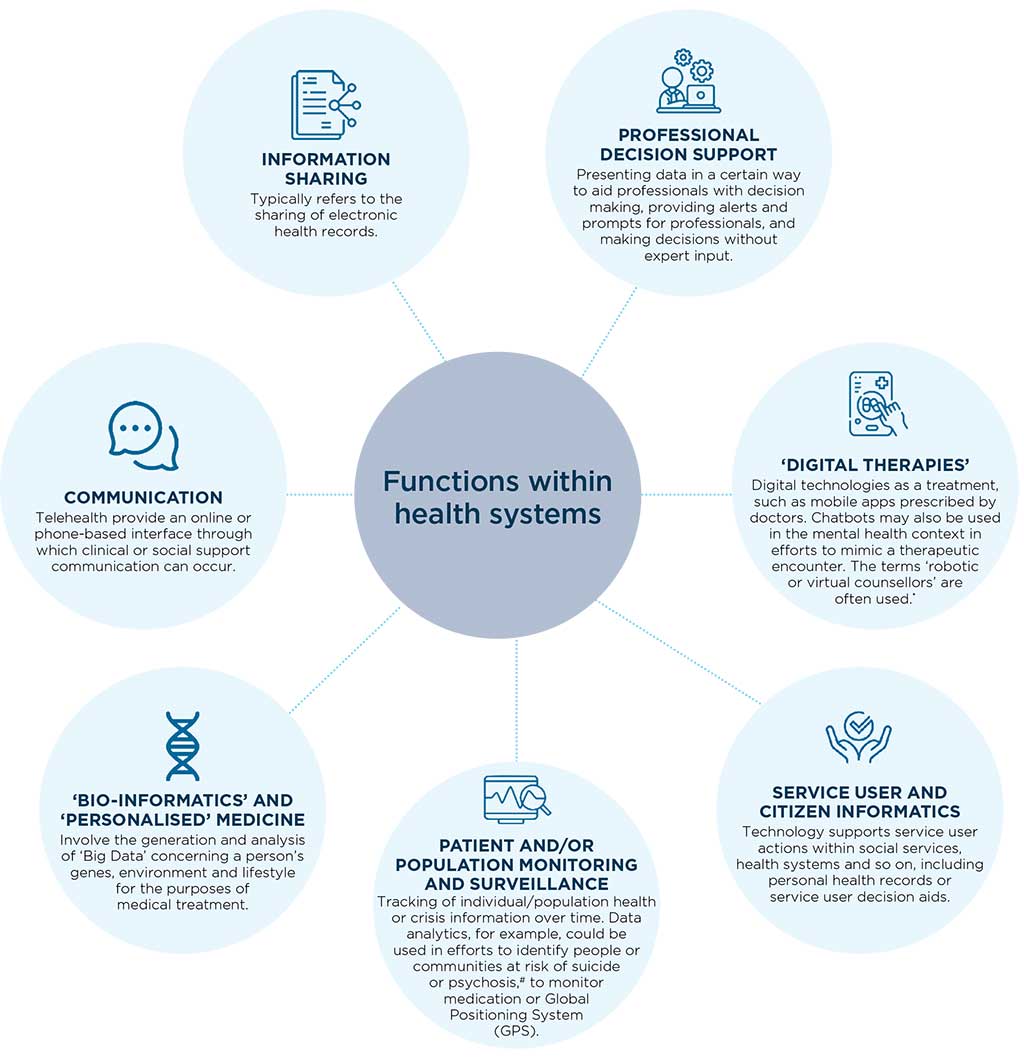 INFORMATION
SHARING
Typically refers to the
sharing of electronic
health records.
PROFESSIONAL
DECISION SUPPORT
Presenting data in a certain way
to aid professionals with decision
making, providing alerts and
prompts for professionals, and
making decisions without
expert input.
COMMUNICATION
Telehealth provide an online or
phone-based interface through
which clinical or social support
communication can occur.
Functions within
health systems
‘DIGITAL THERAPIES’
Digital technologies as a treatment,
such as mobile apps prescribed by
doctors. Chatbots may also be used
in the mental health context in
efforts to mimic a therapeutic
encounter. The terms ‘robotic
or virtual counsellors’ are
often used.*
‘BIO-INFORMATICS’ AND
‘PERSONALISED’ MEDICINE
Involve the generation and analysis
of ‘Big Data’ concerning a person’s
genes, environment and lifestyle
for the purposes of
medical treatment.
PATIENT AND/OR
POPULATION MONITORING
AND SURVEILLANCE
Tracking of individual/population health
or crisis information over time. Data
analytics, for example, could be
used in efforts to identify people or
communities at risk of suicide
or psychosis,# to monitor
medication or Global
Positioning System
(GPS).
SERVICE USER AND
CITIZEN INFORMATICS
Technology supports service user
actions within social services,
health systems and so on, including
personal health records or
service user decision aids.